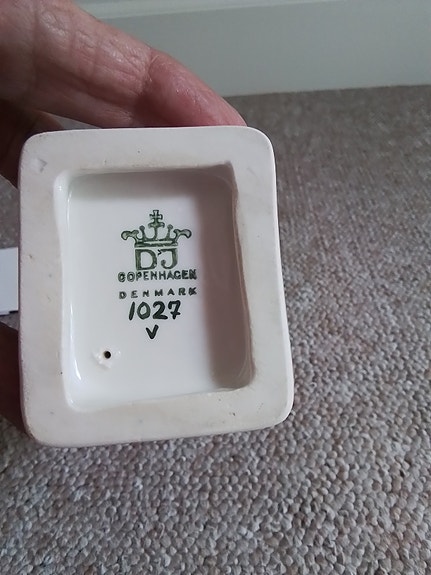 DJ
COPENHAGEN
DENMARK
1027
V